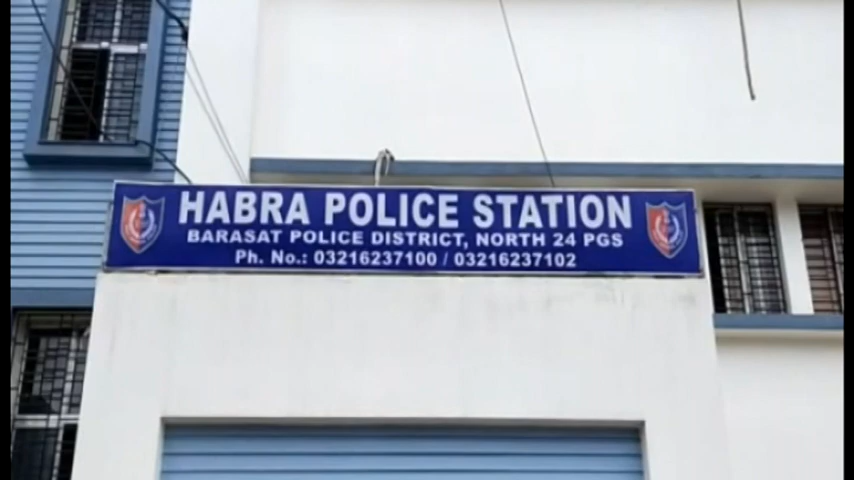 HABRA POLICE STATION
BARASAT POLICE DISTRICT, NORTH 24 PGS
Ph. No.: 03216237100 / 03216237102